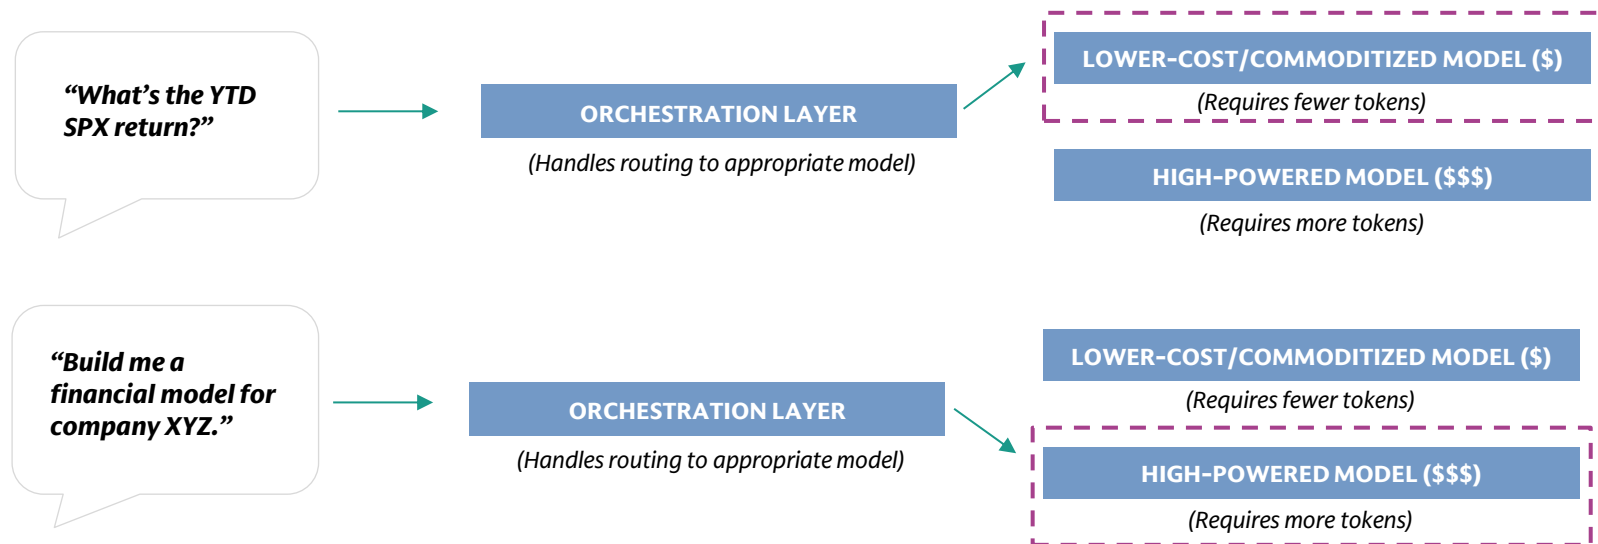 “What’s the YTD
SPX return?”
ORCHESTRATION LAYER
(Handles routing to appropriate model)
LOWER-COST/COMMODITIZED MODEL ($)
(Requires fewer tokens)
HIGH-POWERED MODEL ($$$)
(Requires more tokens)
“Build me a
financial model for
company XYZ.”
ORCHESTRATION LAYER
(Handles routing to appropriate model)
LOWER-COST/COMMODITIZED MODEL ($)
(Requires fewer tokens)
HIGH-POWERED MODEL ($$$)
(Requires more tokens)